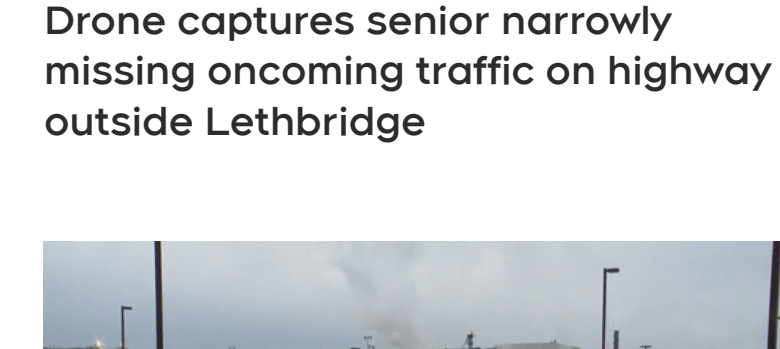 Drone captures senior narrowly
missing oncoming traffic on highway
outside Lethbridge